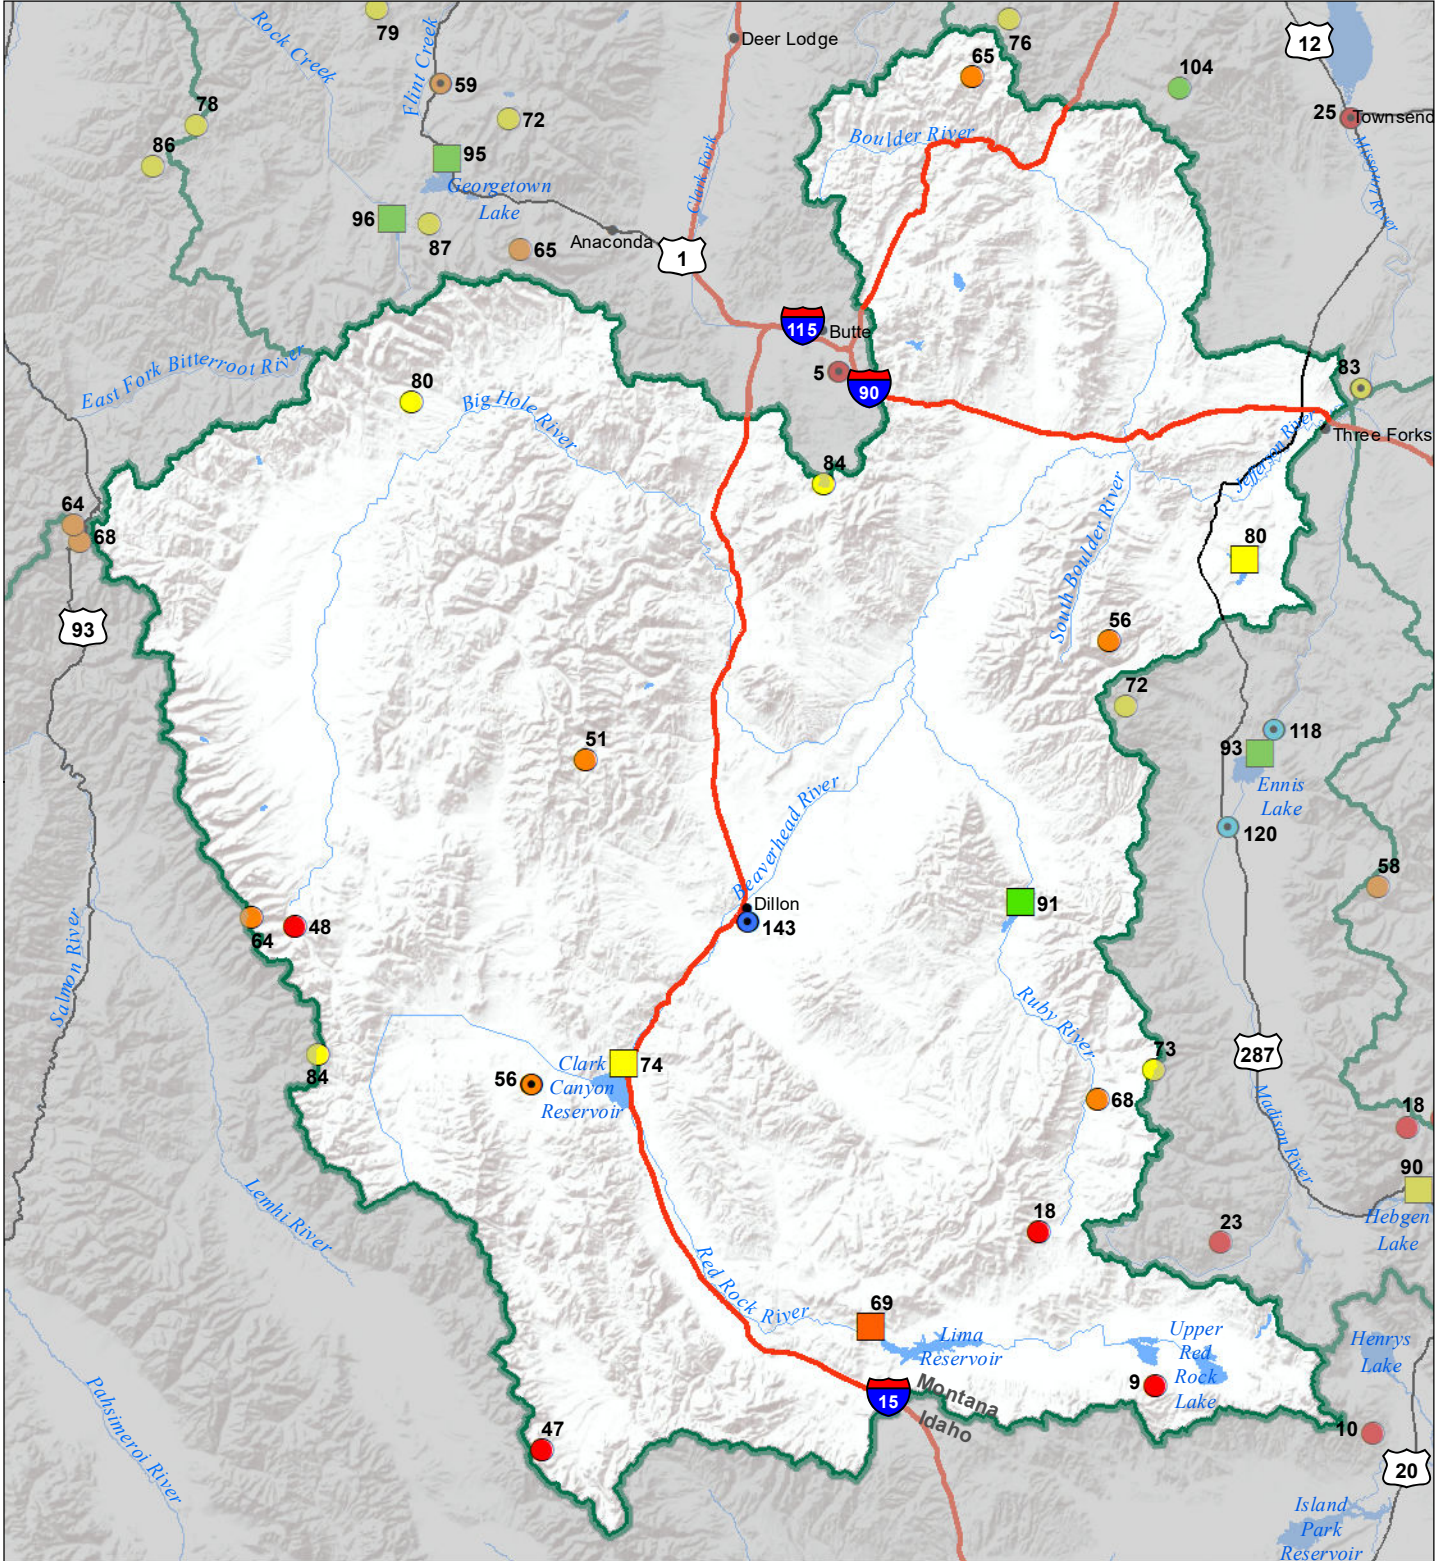 79
Rock Creek
Flint Creek
Deer Lodge
76
65
12
104
59
78
72
25
Townsend
Boulder River
86
95
Clark Fork
Missouri River
Georgetown
Lake
96
87
65
Anaconda
1
115
Butte
East Fork Bitterroot River
5
83
80
90
Big Hole River
Three Forks
Jefferson River
84
64
68
South Boulder River
80
93
56
72
118
51
93
Ennis
Lake
Beaverhead River
120
58
Dillon
91
143
64
48
Salmon River
Ruby River
287
84
56
Clark
Canyon
Reservoir
74
73
68
Madison River
18
90
Lemhi River
18
23
Hebgen
Lake
Red Rock River
69
Lima
Reservoir
Upper
Red
Rock
Lake
Henrys
Lake
9
15
Montana
Idaho
Pahsimeroi River
47
10
20
Island
Park
Reservoir